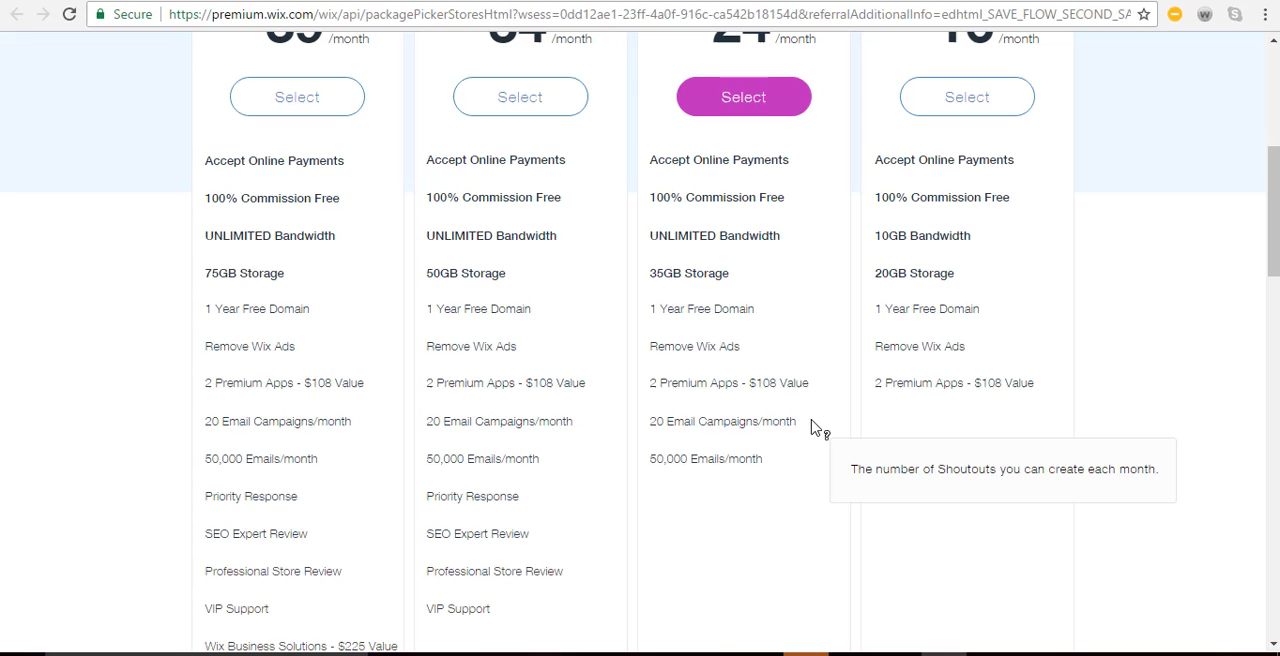 Secure
https://premium.wix.com/wix/api/packagePickerStoresHtml?wsess=0dd12ae1-23ff-4a0f-916c-ca542b18154d&referralAdditionalInfo=edhtml_SAVE_FLOW_SECOND_SA
/month /month 24 /month 16 /month
Select Select Select Select
Accept Online Payments
100% Commission Free
UNLIMITED Bandwidth
75GB Storage
1 Year Free Domain
Remove Wix Ads
2 Premium Apps - $108 Value
20 Email Campaigns/month
50,000 Emails/month
Priority Response
SEO Expert Review
Professional Store Review
VIP Support
Wix Business Solutions - $225 Value
Accept Online Payments
100% Commission Free
UNLIMITED Bandwidth
50GB Storage
1 Year Free Domain
Remove Wix Ads
2 Premium Apps - $108 Value
20 Email Campaigns/month
50,000 Emails/month
Priority Response
SEO Expert Review
Professional Store Review
VIP Support
Accept Online Payments
100% Commission Free
UNLIMITED Bandwidth
35GB Storage
1 Year Free Domain
Remove Wix Ads
2 Premium Apps - $108 Value
20 Email Campaigns/month
50,000 Emails/month
Accept Online Payments
100% Commission Free
10GB Bandwidth
20GB Storage
1 Year Free Domain
Remove Wix Ads
2 Premium Apps - $108 Value
The number of Shoutouts you can create each month.